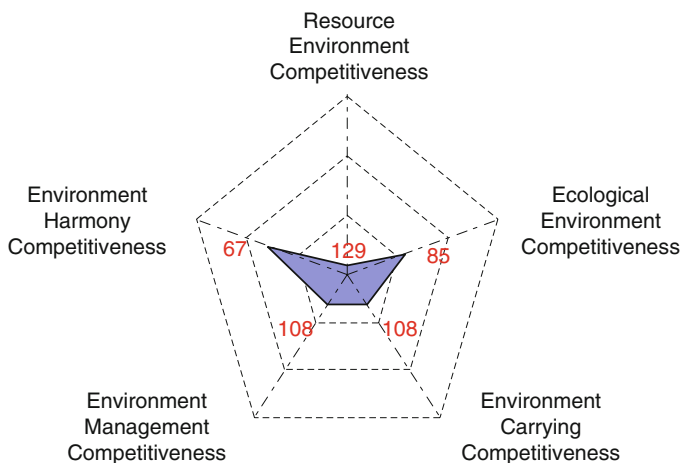 Resource
Environment
Competitiveness
Environment
Harmony
Competitiveness
Ecological
Environment
Competitiveness
67
129
85
108
108
Environment
Management
Competitiveness
Environment
Carrying
Competitiveness